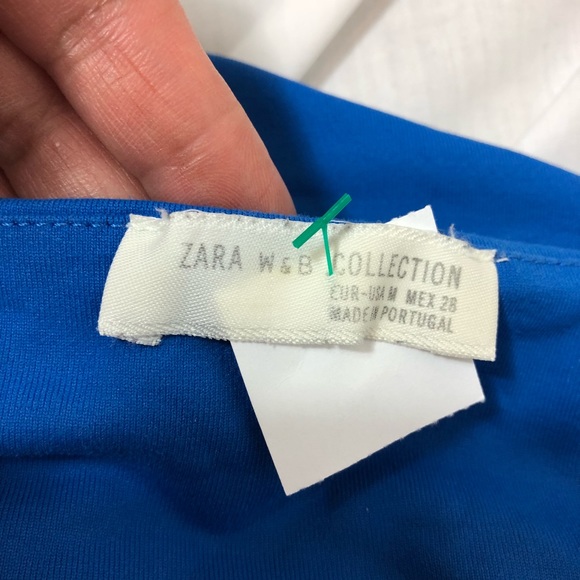 ZARA W & B COLLECTION
EUR-USA M MEX 28
MADE IN PORTUGAL